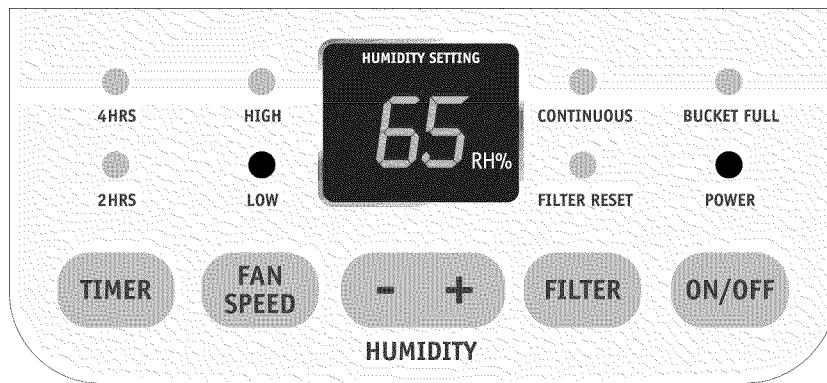 HUMIDITY SETTING
65 RH%
4HRS
HIGH
CONTINUOUS
BUCKET FULL
2HRS
LOW
FILTER RESET
POWER
TIMER
FAN
SPEED
- +
FILTER
ON/OFF
HUMIDITY